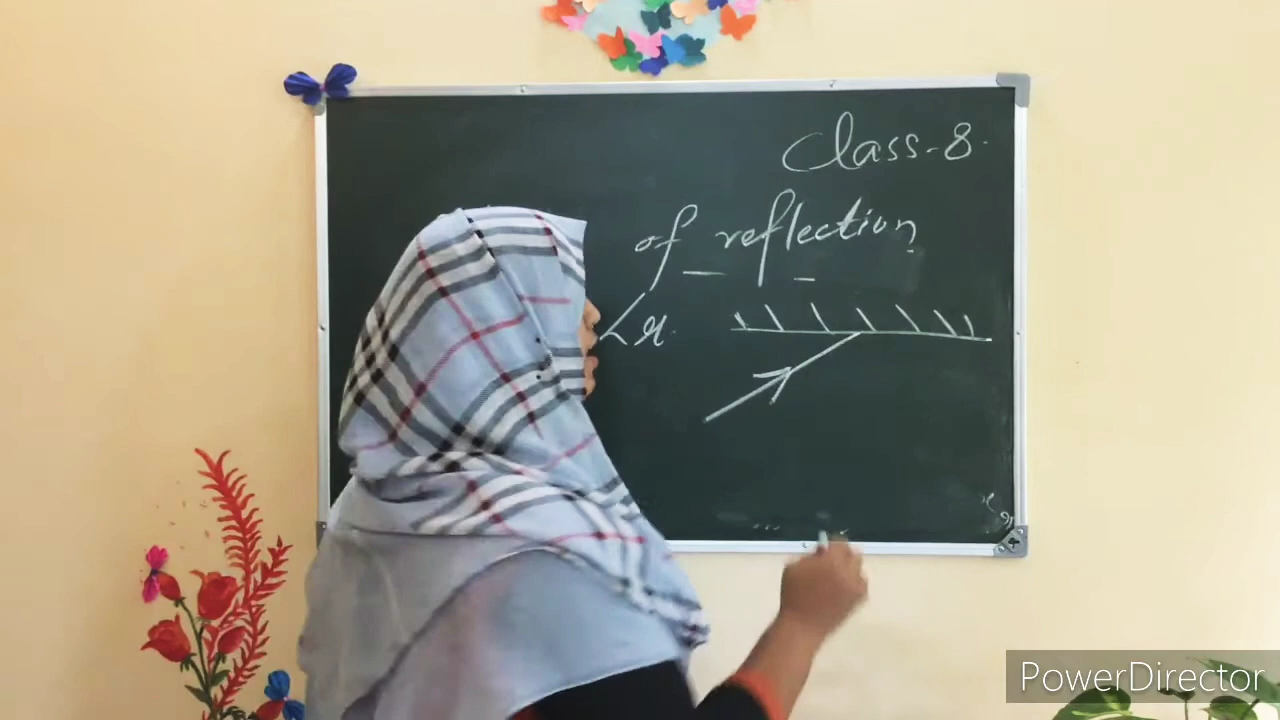 Class-8.
of reflection
∠r.
PowerDirector